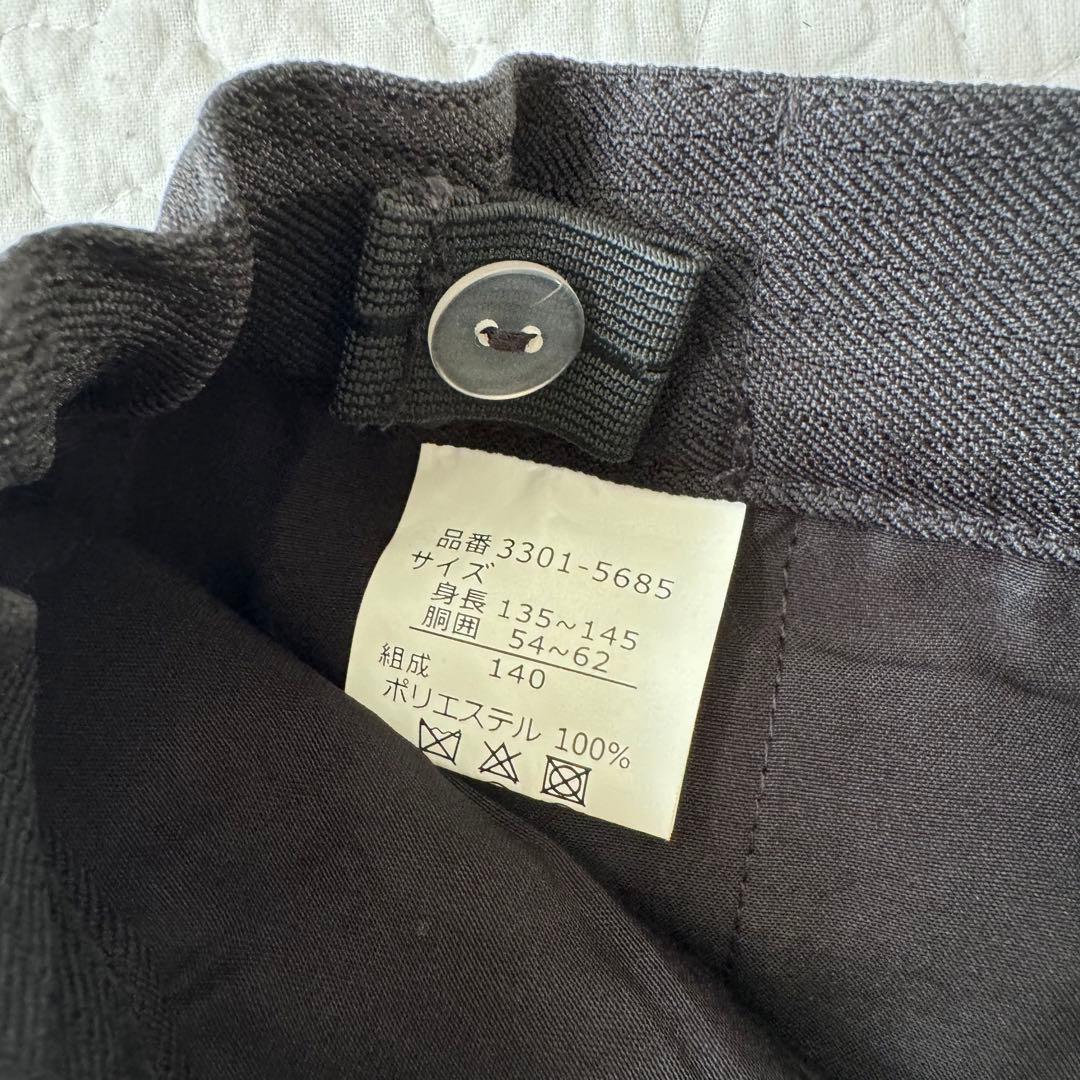 品番 3301-5685
サイズ
身長 135~145
胴囲 54~62
140
組成
ポリエステル 100%